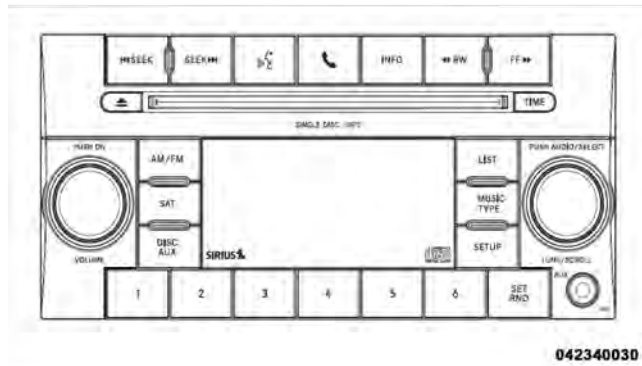 SEEK
SEEK
INFO
RW
FF
TIME
SINGLE DISC - MP3
PUSH ON
AM/FM
LIST
PUSH AUDIO/SELECT
SAT
MUSIC
TYPE
DISC
AUX
SIRIUS
SETUP
VOLUME
TUNE/SCROLL
1
2
3
4
5
6
SET
RND
AUX
042340030